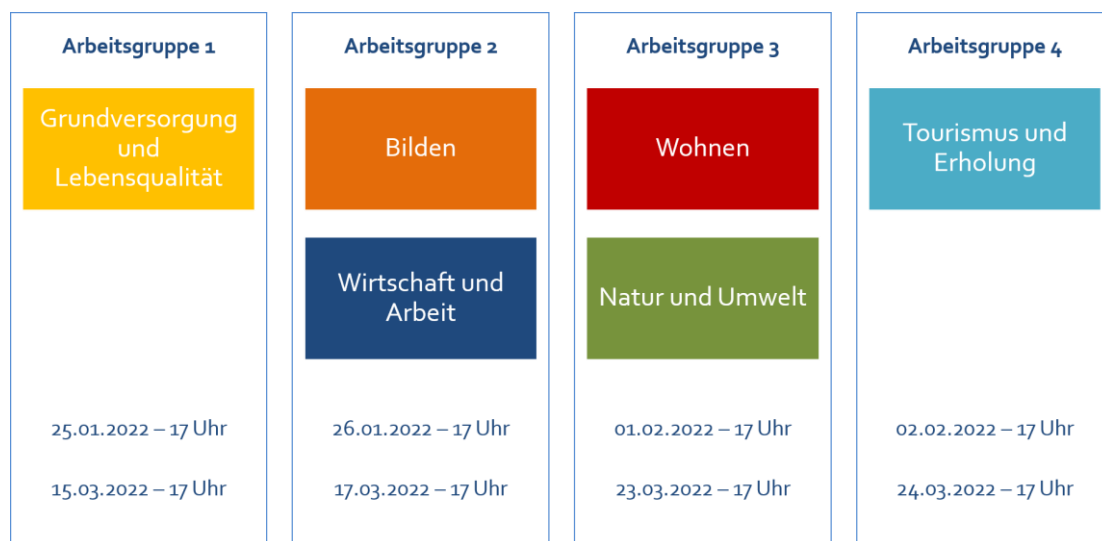 Arbeitsgruppe 1
Grundversorgung
und
Lebensqualität
25.01.2022 – 17 Uhr
15.03.2022 – 17 Uhr
Arbeitsgruppe 2
Bilden
Wirtschaft und
Arbeit
26.01.2022 – 17 Uhr
17.03.2022 – 17 Uhr
Arbeitsgruppe 3
Wohnen
Natur und Umwelt
01.02.2022 – 17 Uhr
23.03.2022 – 17 Uhr
Arbeitsgruppe 4
Tourismus und
Erholung
02.02.2022 – 17 Uhr
24.03.2022 – 17 Uhr